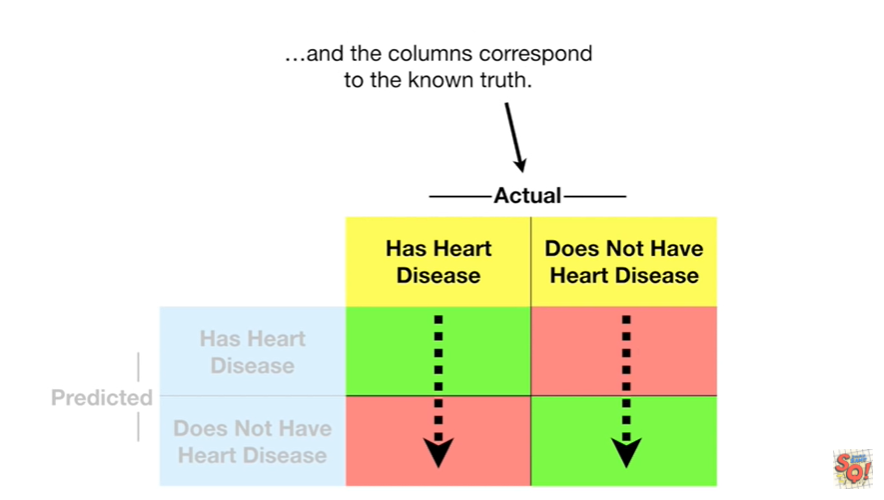 …and the columns correspond
to the known truth.
Actual
Has Heart
Disease
Does Not Have
Heart Disease
Has Heart
Disease
Predicted
Does Not Have
Heart Disease
SQ!